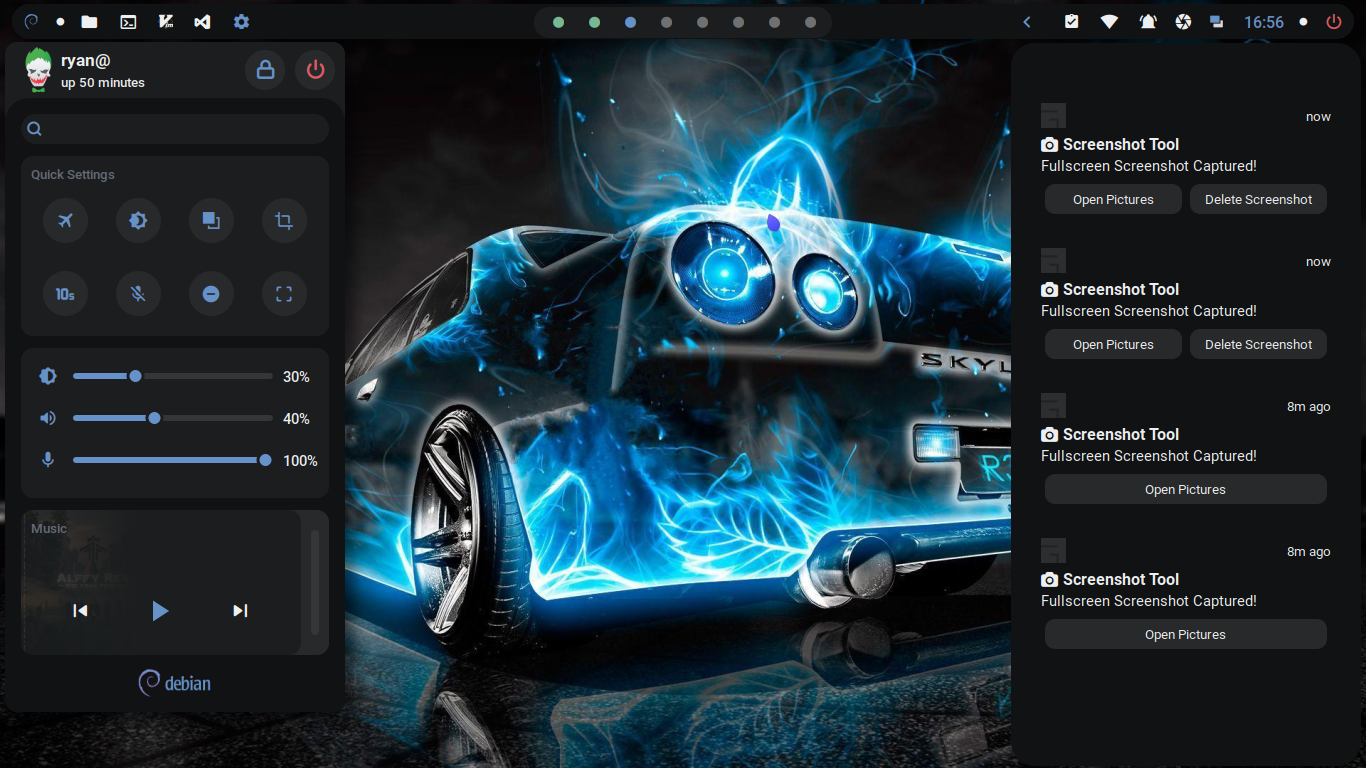 16:56
ryan@
up 50 minutes
Quick Settings
10s
30%
40%
100%
Music
debian
SKYL
R3
now
Screenshot Tool
Fullscreen Screenshot Captured!
Open Pictures Delete Screenshot
now
Screenshot Tool
Fullscreen Screenshot Captured!
Open Pictures Delete Screenshot
8m ago
Screenshot Tool
Fullscreen Screenshot Captured!
Open Pictures
8m ago
Screenshot Tool
Fullscreen Screenshot Captured!
Open Pictures